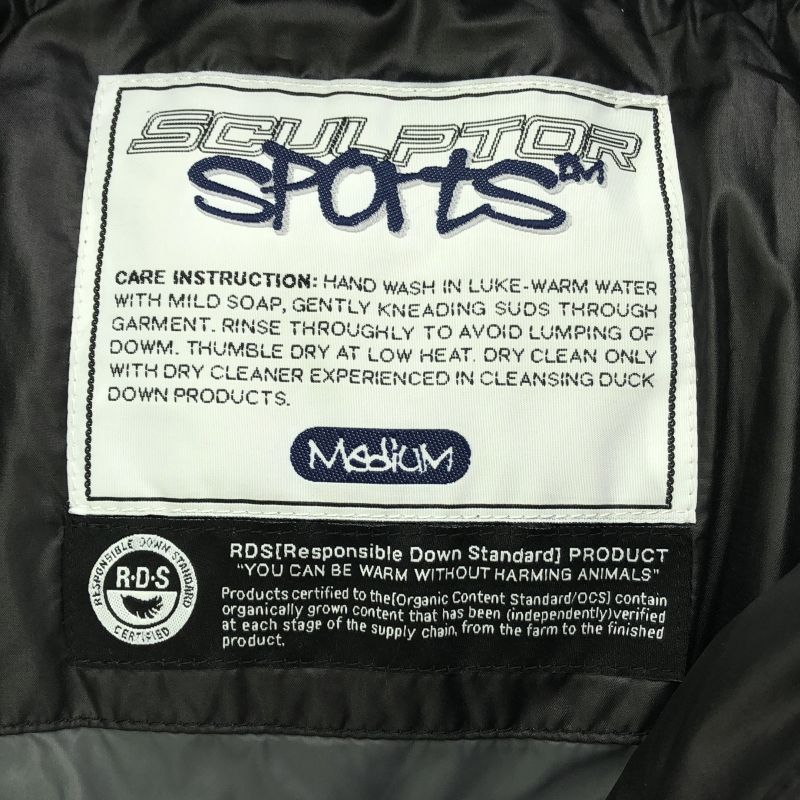 SCULPTOR
SPORTS™
CARE INSTRUCTION: HAND WASH IN LUKE-WARM WATER
WITH MILD SOAP, GENTLY KNEADING SUDS THROUGH
GARMENT. RINSE THROUGHLY TO AVOID LUMPING OF
DOWM. THUMBLE DRY AT LOW HEAT. DRY CLEAN ONLY
WITH DRY CLEANER EXPERIENCED IN CLEANSING DUCK
DOWN PRODUCTS.
Medium
RESPONSIBLE DOWN STANDARD
R·D·S
CERTIFIED
RDS[Responsible Down Standard] PRODUCT
"YOU CAN BE WARM WITHOUT HARMING ANIMALS"
Products certified to the[Organic Content Standard/OCS] contain
organically grown content that has been (independently)verified
at each stage of the supply chain, from the farm to the finished
product.